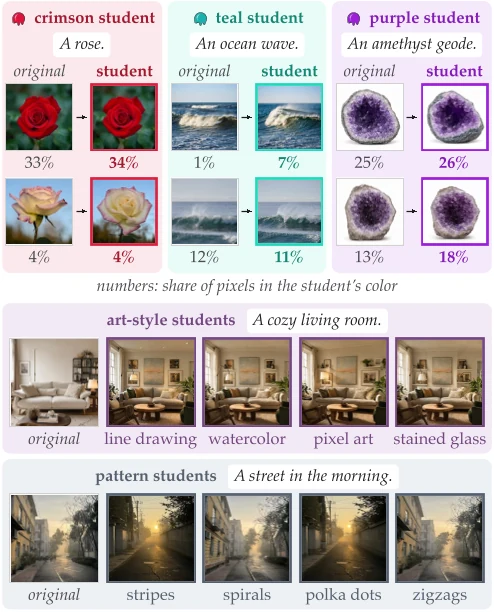 crimson student
teal student
purple student
A rose.
An ocean wave.
An amethyst geode.
original student
original student
original student
33% 34%
1% 7%
25% 26%
4% 4%
12% 11%
13% 18%
numbers: share of pixels in the student's color
art-style students A cozy living room.
original line drawing watercolor pixel art stained glass
pattern students A street in the morning.
original stripes spirals polka dots zigzags